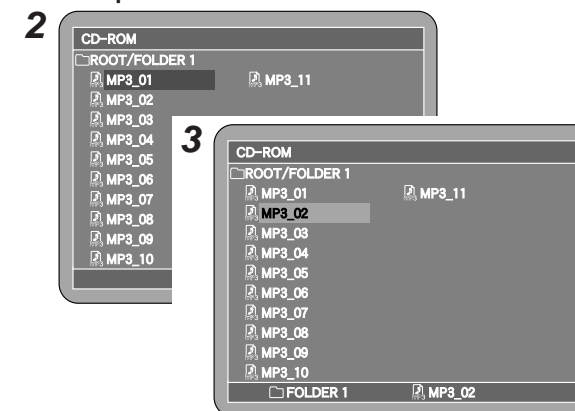 2
CD-ROM
ROOT/FOLDER 1
MP3_01 MP3_11
MP3_02
MP3_03
MP3_04
MP3_05
MP3_06
MP3_07
MP3_08
MP3_09
MP3_10
3
CD-ROM
ROOT/FOLDER 1
MP3_01 MP3_11
MP3_02
MP3_03
MP3_04
MP3_05
MP3_06
MP3_07
MP3_08
MP3_09
MP3_10
FOLDER 1 MP3_02